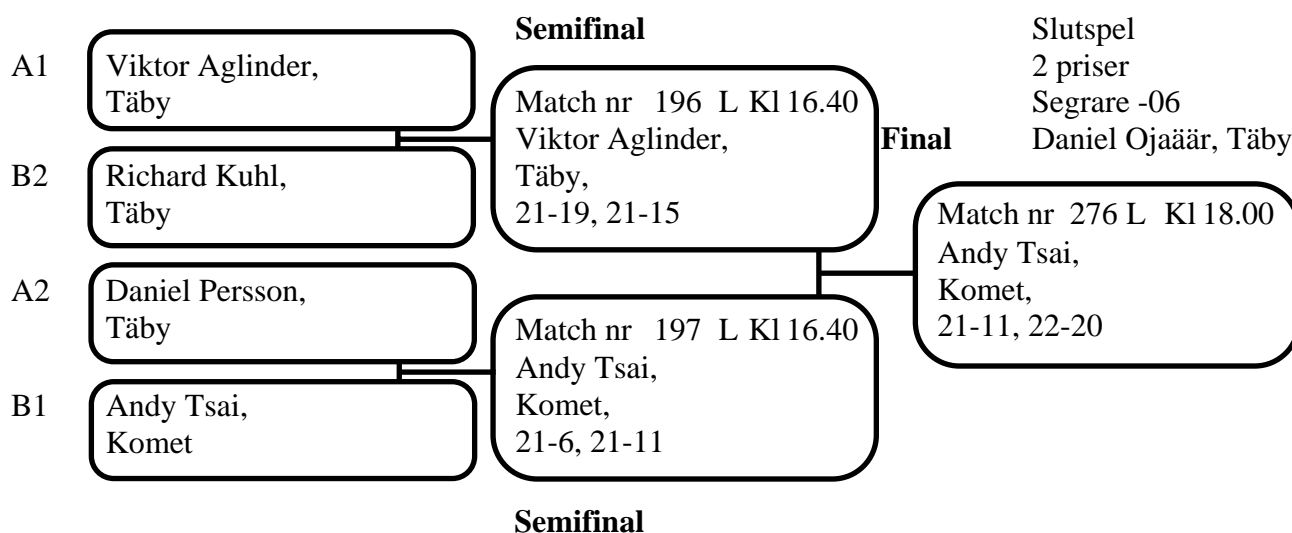 Semifinal
Slutspel
2 priser
Segrare -06
Daniel Ojaäär, Täby
A1
Viktor Aglinder,
Täby
B2
Richard Kuhl,
Täby
A2
Daniel Persson,
Täby
B1
Andy Tsai,
Komet
Match nr 196 L Kl 16.40
Viktor Aglinder,
Täby,
21-19, 21-15
Final
Match nr 197 L Kl 16.40
Andy Tsai,
Komet,
21-6, 21-11
Match nr 276 L Kl 18.00
Andy Tsai,
Komet,
21-11, 22-20
Semifinal